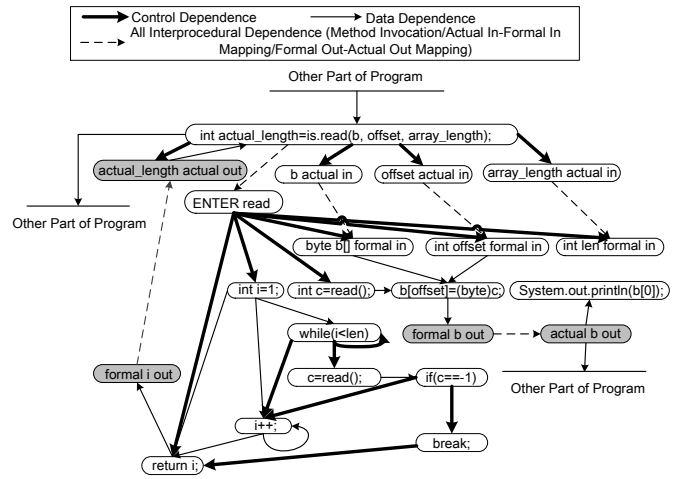 Control Dependence
Data Dependence
All Interprocedural Dependence (Method Invocation/Actual In-Formal In
Mapping/Formal Out-Actual Out Mapping)
Other Part of Program
int actual_length=is.read(b, offset, array_length);
actual_length actual out
b actual in
offset actual in
array_length actual in
ENTER read
Other Part of Program
byte b[] formal in
int offset formal in
int len formal in
int i=1;
int c=read();
b[offset]=(byte)c;
System.out.println(b[0]);
while(i<len)
formal b out
actual b out
formal i out
c=read();
if(c==-1)
Other Part of Program
i++;
break;
return i;